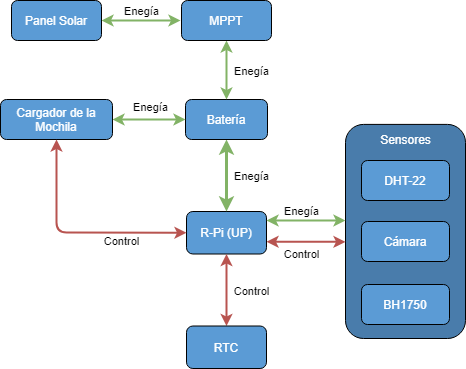 Panel Solar
Enegía
MPPT
Enegía
Cargador de la
Mochila
Enegía
Batería
Enegía
Sensores
DHT-22
Cámara
BH1750
R-Pi (UP)
Enegía
Control
Control
Control
RTC